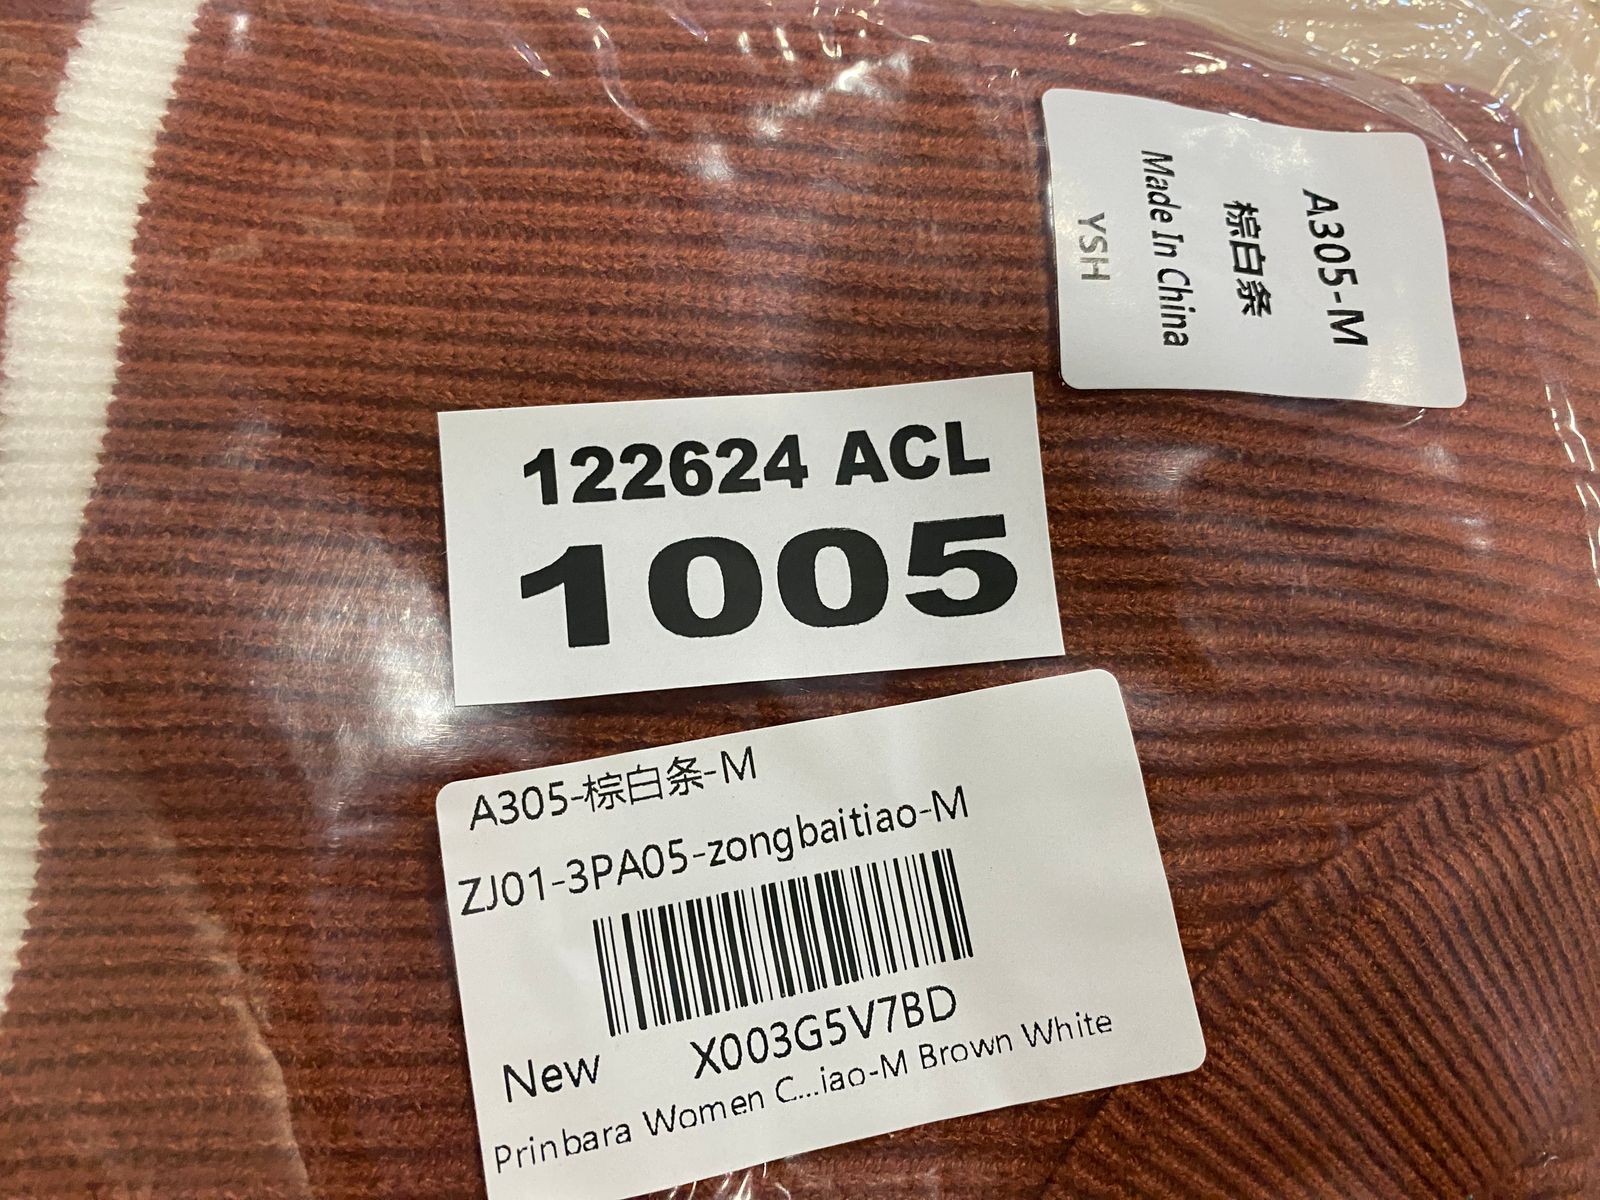 A305-M
棕白条
Made In China
YSH
122624 ACL
1005
A305-棕白条-M
ZJ01-3PA05-zongbaitiao-M
X003G5V7BD
New
Prinbara Women C...iao-M Brown White